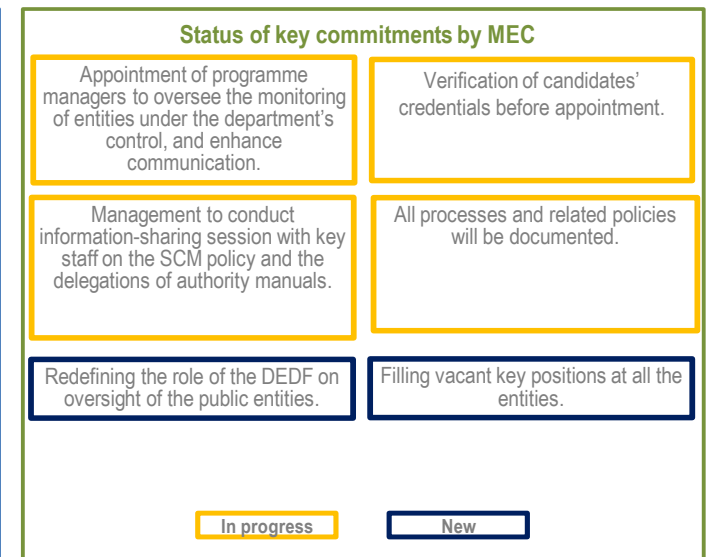 Status of key commitments by MEC
Appointment of programme
managers to oversee the monitoring
of entities under the department's
control, and enhance
communication.
Verification of candidates'
credentials before appointment.
Management to conduct
information-sharing session with key
staff on the SCM policy and the
delegations of authority manuals.
All processes and related policies
will be documented.
Redefining the role of the DEDF on
oversight of the public entities.
Filling vacant key positions at all the
entities.
In progress
New